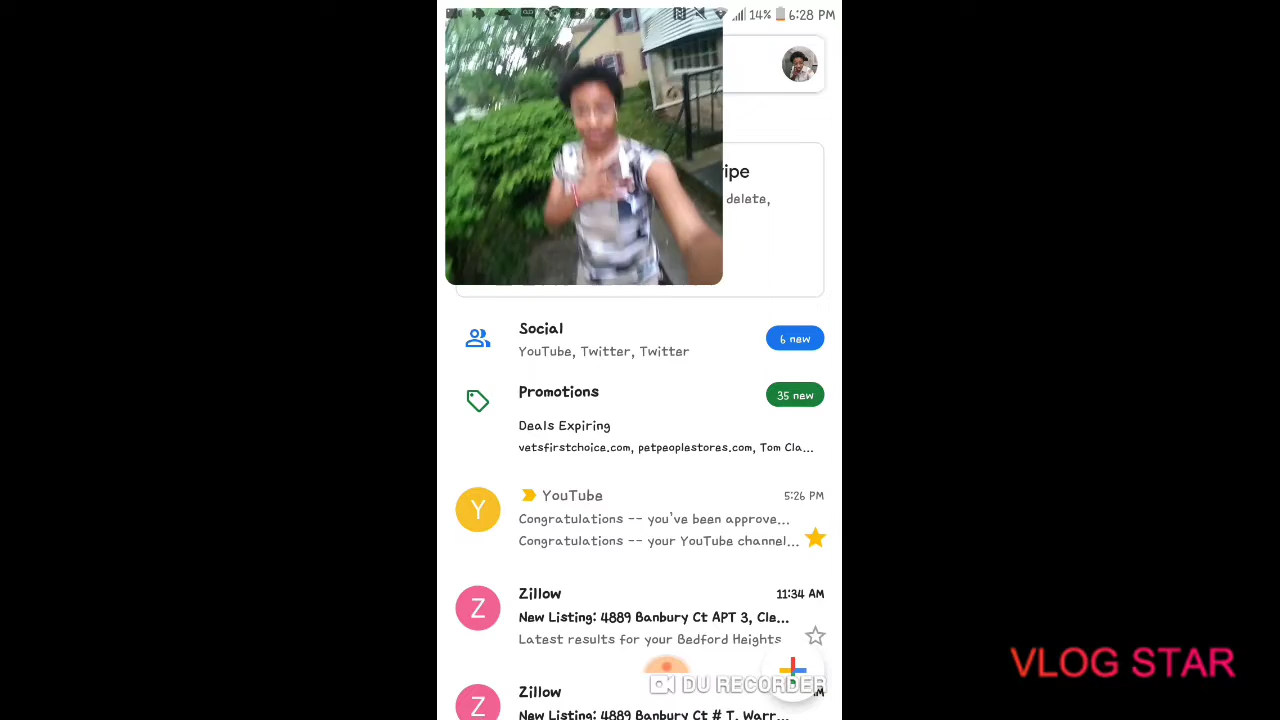 14% 6:28 PM
ipe
delete,
Social
6 new
YouTube, Twitter, Twitter
Promotions
35 new
Deals Expiring
vetsfirstchoice.com, petpeoplestores.com, Tom Cla...
Y
YouTube
5:26 PM
Congratulations -- you've been approve...
Congratulations -- your YouTube channel...
Z
Zillow
11:34 AM
New Listing: 4889 Banbury Ct APT 3, Cle...
Latest results for your Bedford Heights
DU RECORDER
VLOG STAR
Z
Zillow
New Listing: 4889 Banbury Ct # T, Warr...